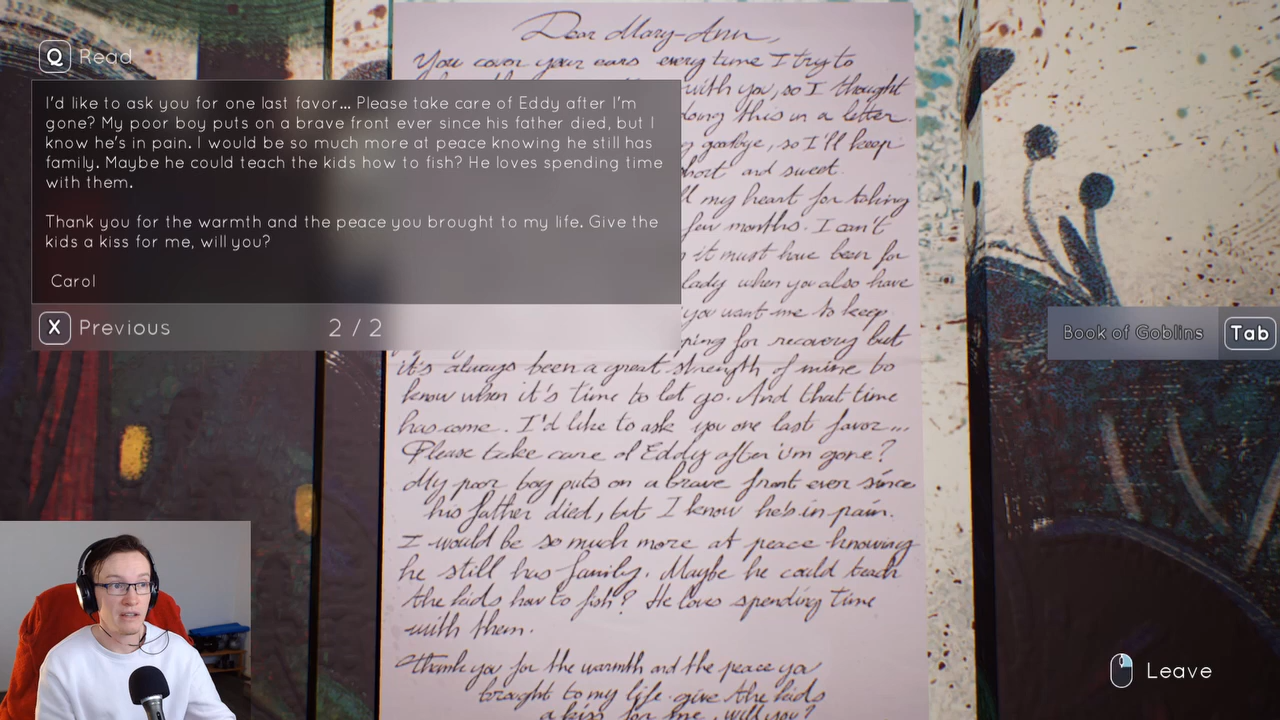 Dear Mary-Ann,
Q Read
You cover your ears every time I try to
I'd like to ask you for one last favor... Please take care of Eddy after I'm
gone? My poor boy puts on a brave front ever since his father died, but I
know he's in pain. I would be so much more at peace knowing he still has
family. Maybe he could teach the kids how to fish? He loves spending time
with them.
Thank you for the warmth and the peace you brought to my life. Give the
kids a kiss for me, will you?
Carol
X Previous 2 / 2
with you, so I thought
doing this in a letter.
goodbye, so I'll keep
short and sweet.
my heart for taking
few months. I can't
it must have been for
lady when you also have
you want me to keep
for recovery but
it's always been a great strength of mine to
know when it's time to let go. And that time
has come. I'd like to ask you one last favor...
Please take care of Eddy after i'm gone?
My poor boy puts on a brave front ever since
his father died, but I know he's in pain.
I would be so much more at peace knowing
he still has family. Maybe he could teach
the kids how to fish? He loves spending time
with them.
thank you for the warmth and the peace you
brought to my life. give the kids
a kiss for me, will you?
Book of Goblins Tab
Leave